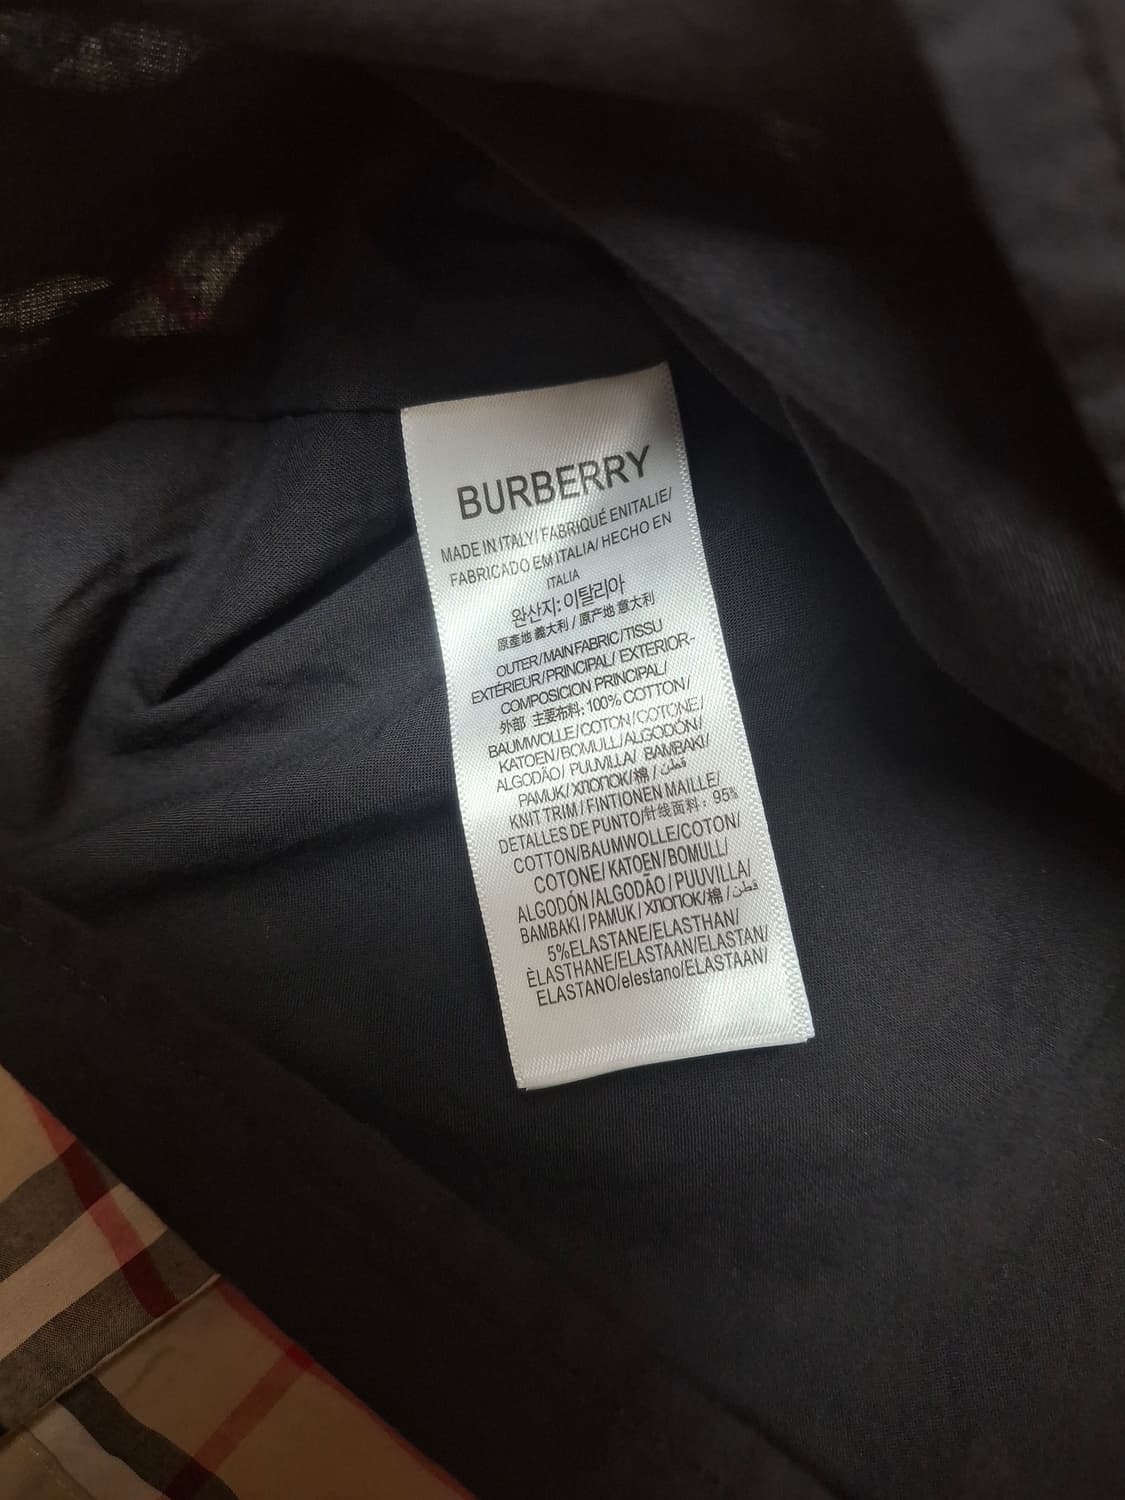 BURBERRY
MADE IN ITALY/ FABRIQUÉ ENITALIE/
FABRICADO EM ITALIA/ HECHO EN
ITALIA
완산지: 이탈리아
原產地 義大利 / 原产地 意大利
OUTER/MAIN FABRIC/TISSU
EXTÉRIEUR/PRINCIPAL/ EXTERIOR-
COMPOSICION PRINCIPAL/
外部 主要布料: 100% COTTON/
BAUMWOLLE/COTON/COTONE/
KATOEN/BOMULL/ALGODÓN/
ALGODÃO/ PUUVILLA/ BAMBAKI/
PAMUK/ХПОПОК/棉 / قطن
KNIT TRIM / FINTIONEN MAILLE/
DETALLES DE PUNTO/针线面料: 95%
COTTON/BAUMWOLLE/COTON/
COTONE/ KATOEN/BOMULL/
ALGODÓN/ALGODÃO/PUUVILLA/
BAMBAKI / PAMUK / ХПОПОК/棉 / قطن
5%ELASTANE/ELASTHAN/
ÈLASTHANE/ELASTAAN/ELASTAN/
ELASTANO/elestano/ELASTAAN/